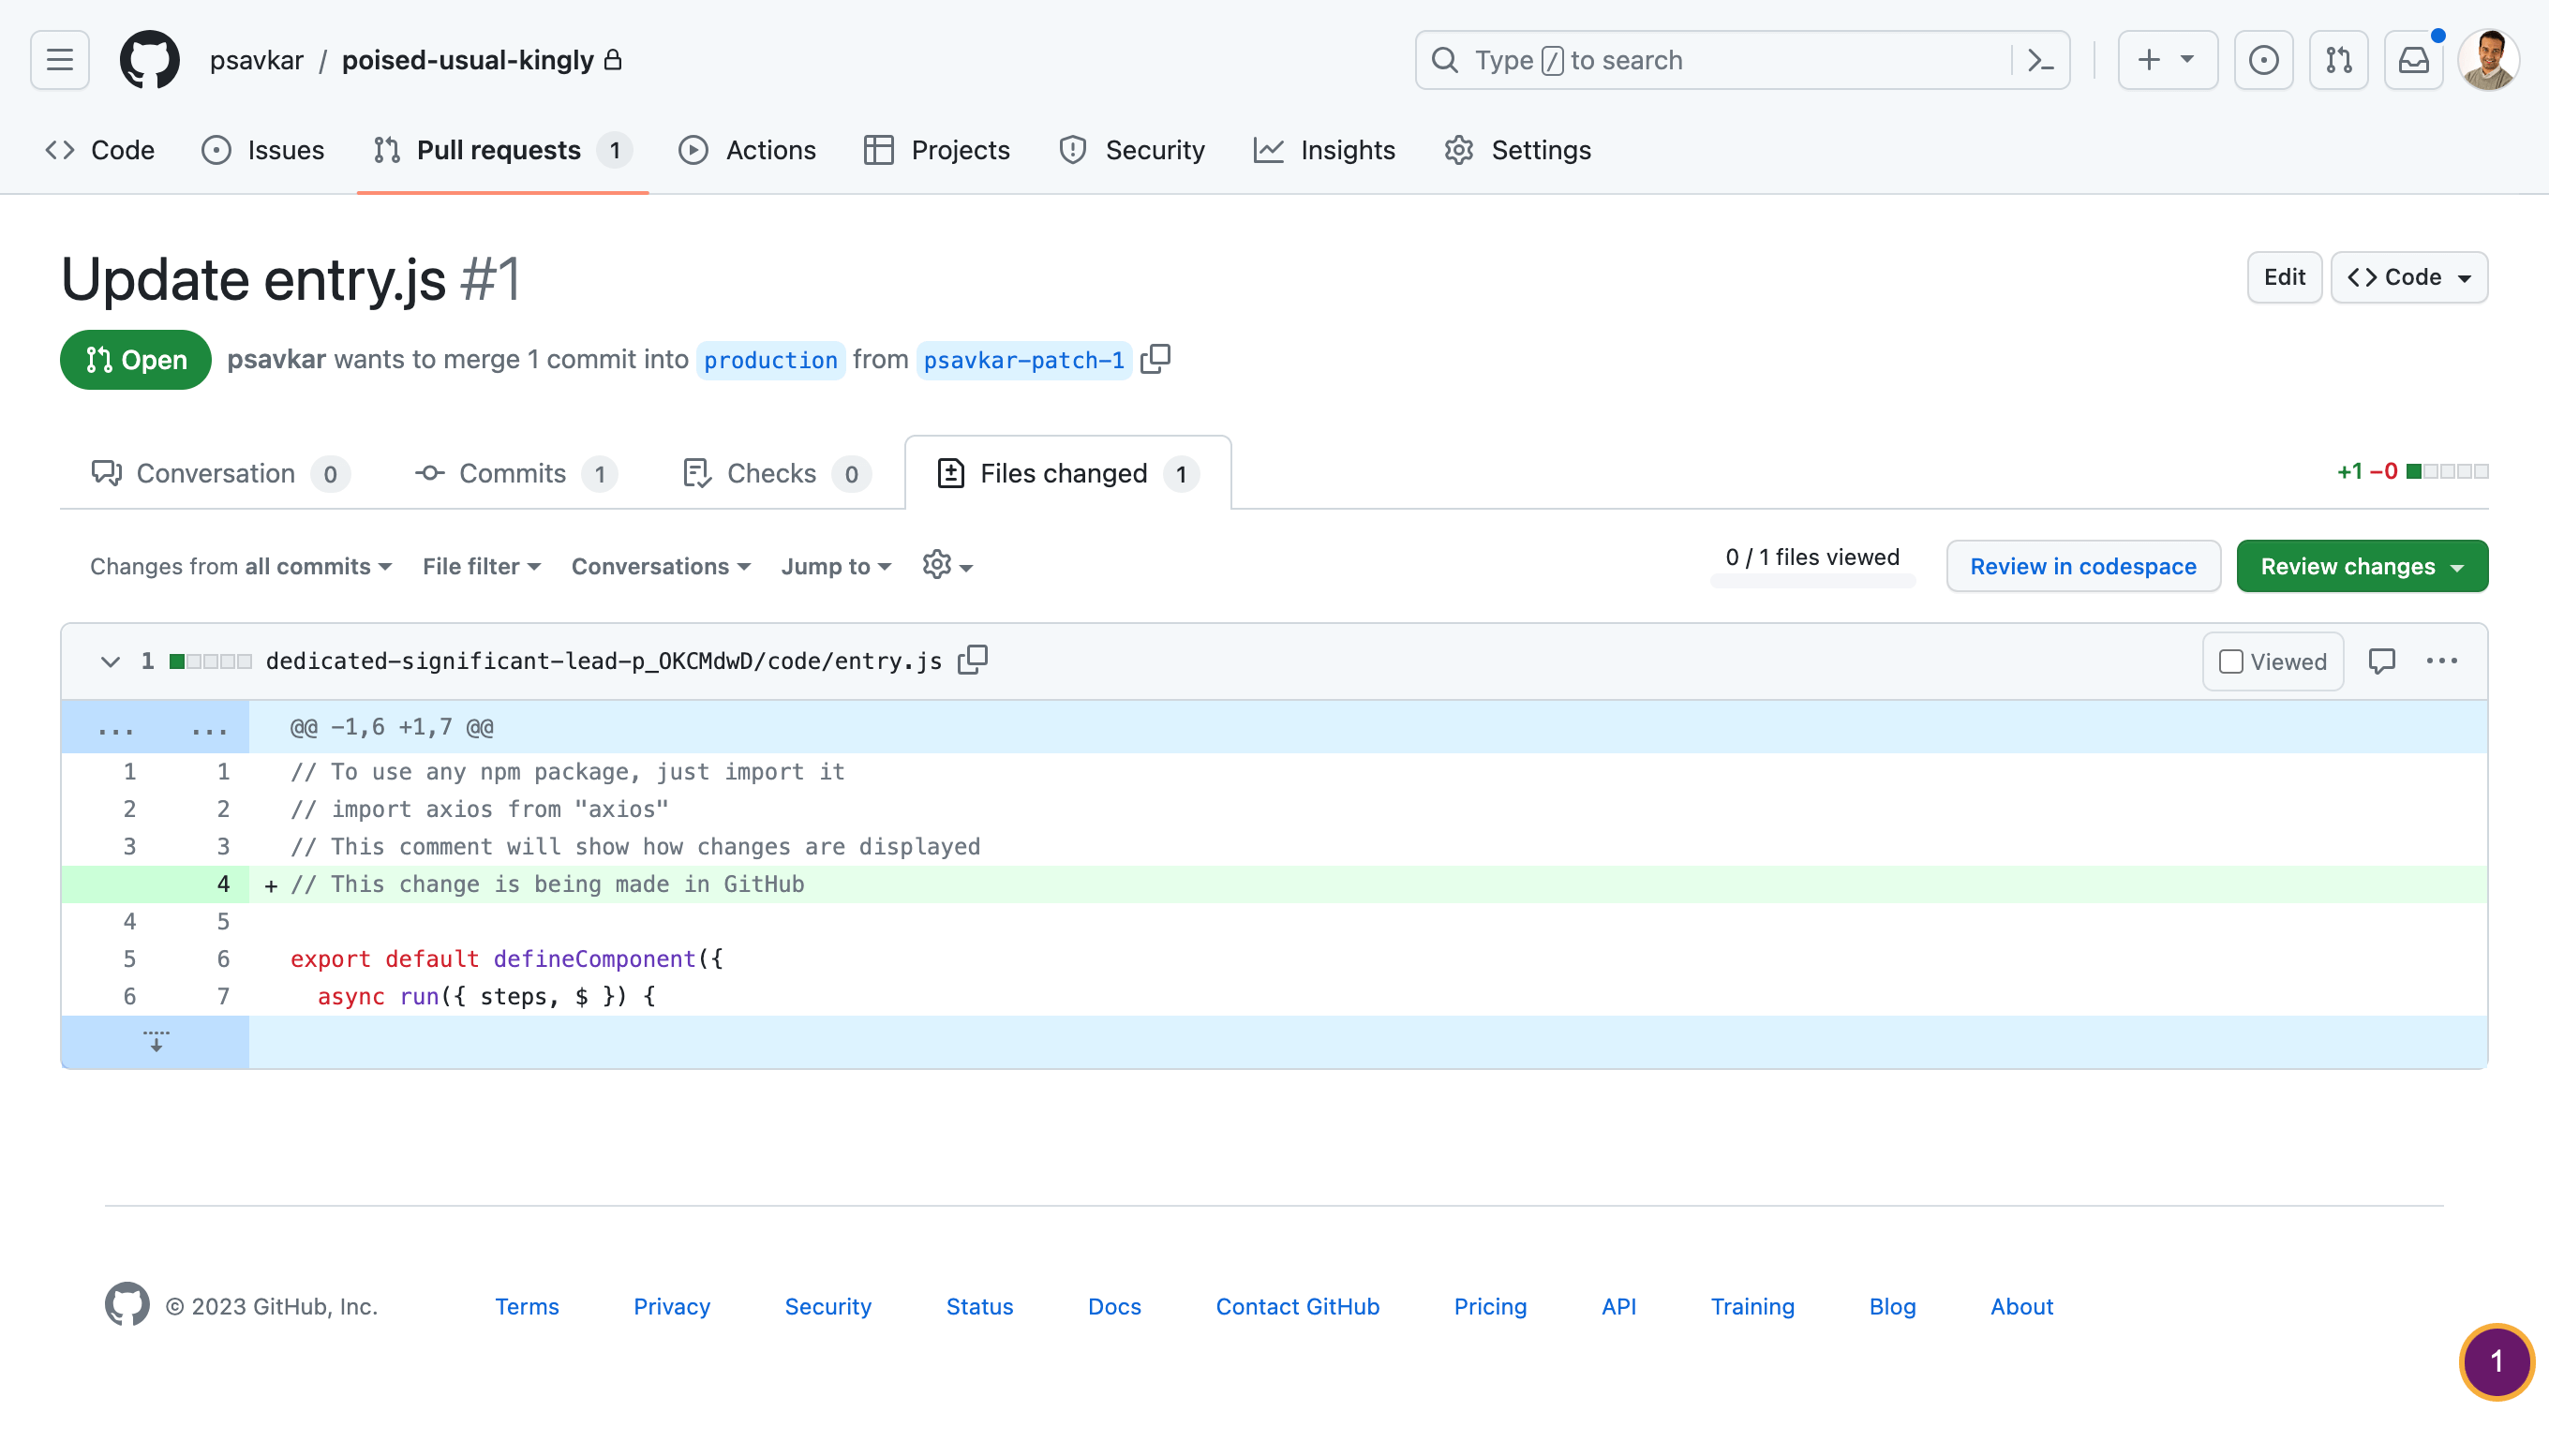 psavkar / poised-usual-kingly
Type / to search
Code Issues Pull requests 1 Actions Projects Security Insights Settings
Update entry.js #1
Edit Code
Open psavkar wants to merge 1 commit into production from psavkar-patch-1
Conversation 0 Commits 1 Checks 0 Files changed 1
+1 −0
Changes from all commits File filter Conversations Jump to
0 / 1 files viewed Review in codespace Review changes
1 dedicated-significant-lead-p_OKCMdwD/code/entry.js Viewed
... ... @@ -1,6 +1,7 @@
1 1 // To use any npm package, just import it
2 2 // import axios from "axios"
3 3 // This comment will show how changes are displayed
4 + // This change is being made in GitHub
4 5
5 6 export default defineComponent({
6 7 async run({ steps, $ }) {
© 2023 GitHub, Inc. Terms Privacy Security Status Docs Contact GitHub Pricing API Training Blog About
1